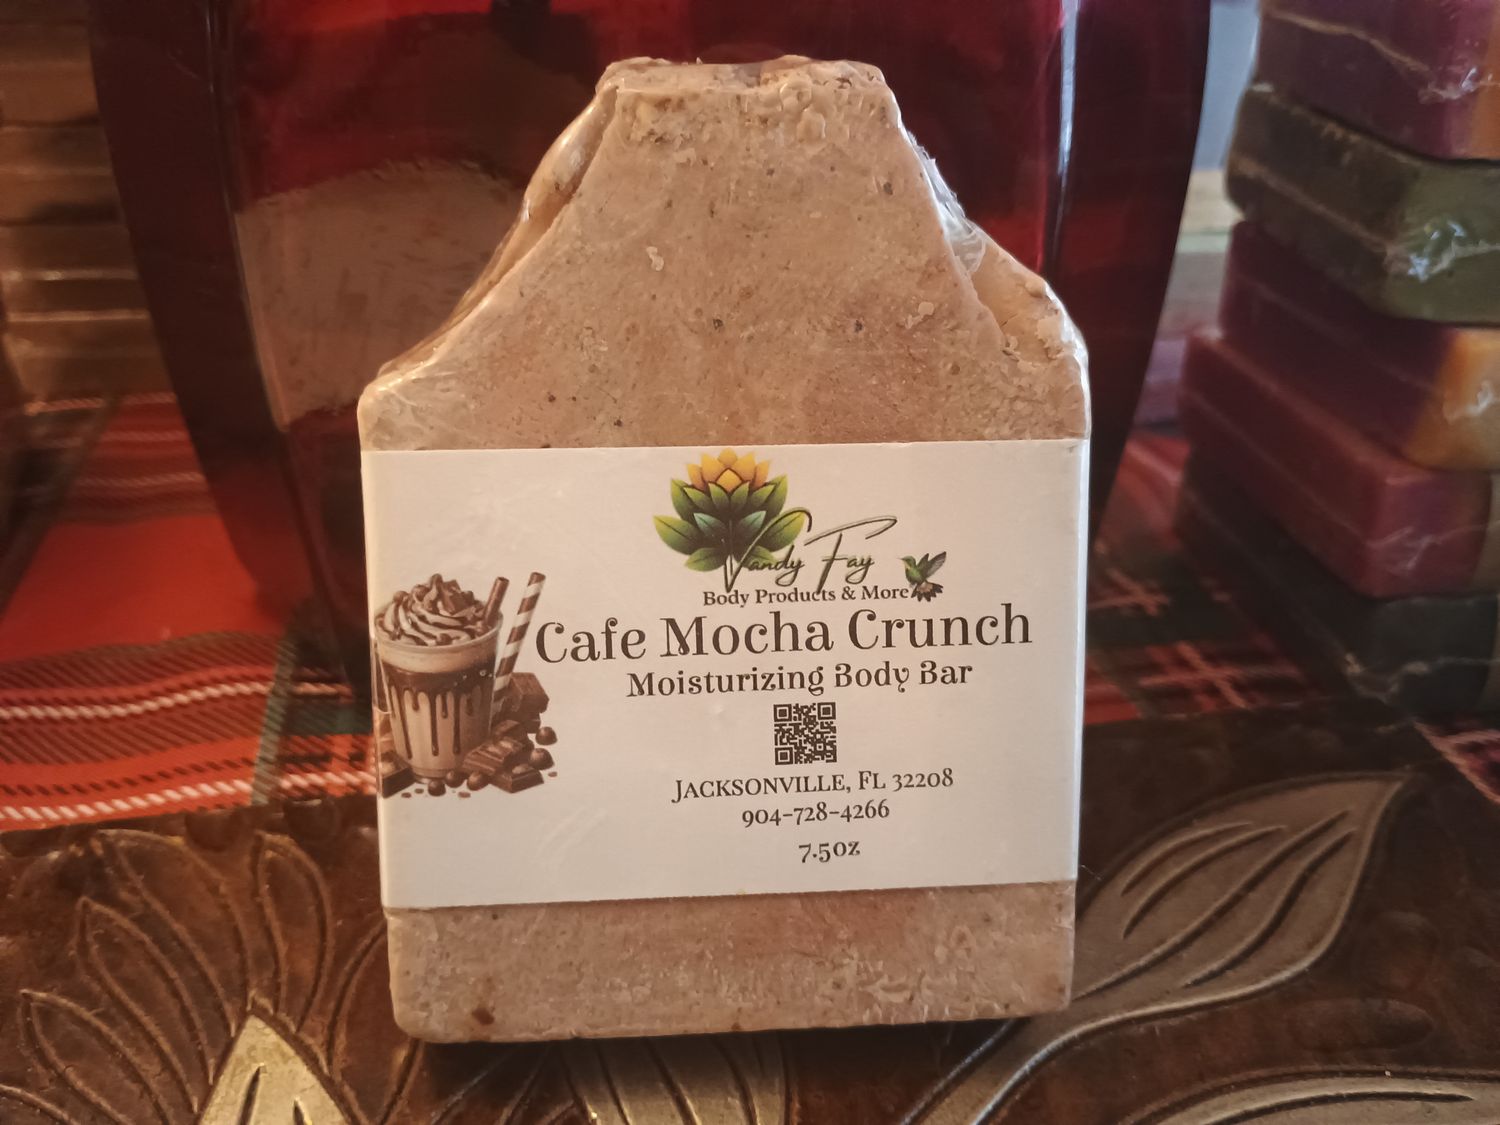 Vandy Fay
Body Products & More
Cafe Mocha Crunch
Moisturizing Body Bar
Jacksonville, Fl 32208
904-728-4266
7.5oz